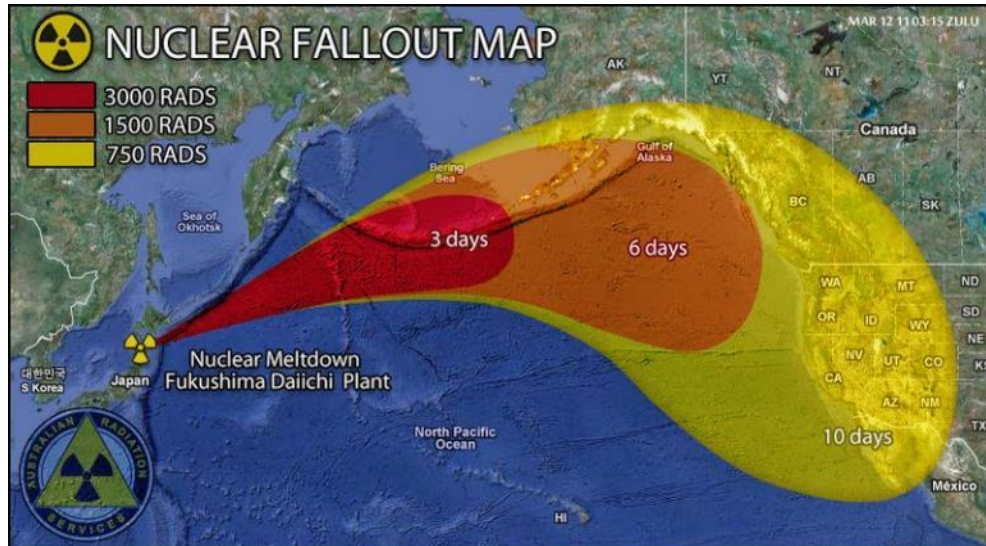 MAR 12 11 03:15 ZULU
NUCLEAR FALLOUT MAP
3000 RADS
1500 RADS
750 RADS
AK
YT
NT
Canada
Gulf of
Alaska
Bering
Sea
BC
AB
SK
Sea of
Okhotsk
3 days
6 days
WA
MT
ND
OR
ID
WY
SD
NE
Nuclear Meltdown
Fukushima Daiichi Plant
대한민국
S Korea
Japan
NV
UT
CO
KS
CA
AZ
NM
TX
10 days
North Pacific
Ocean
HI
México
AUSTRALIAN
RADIATION
SERVICES